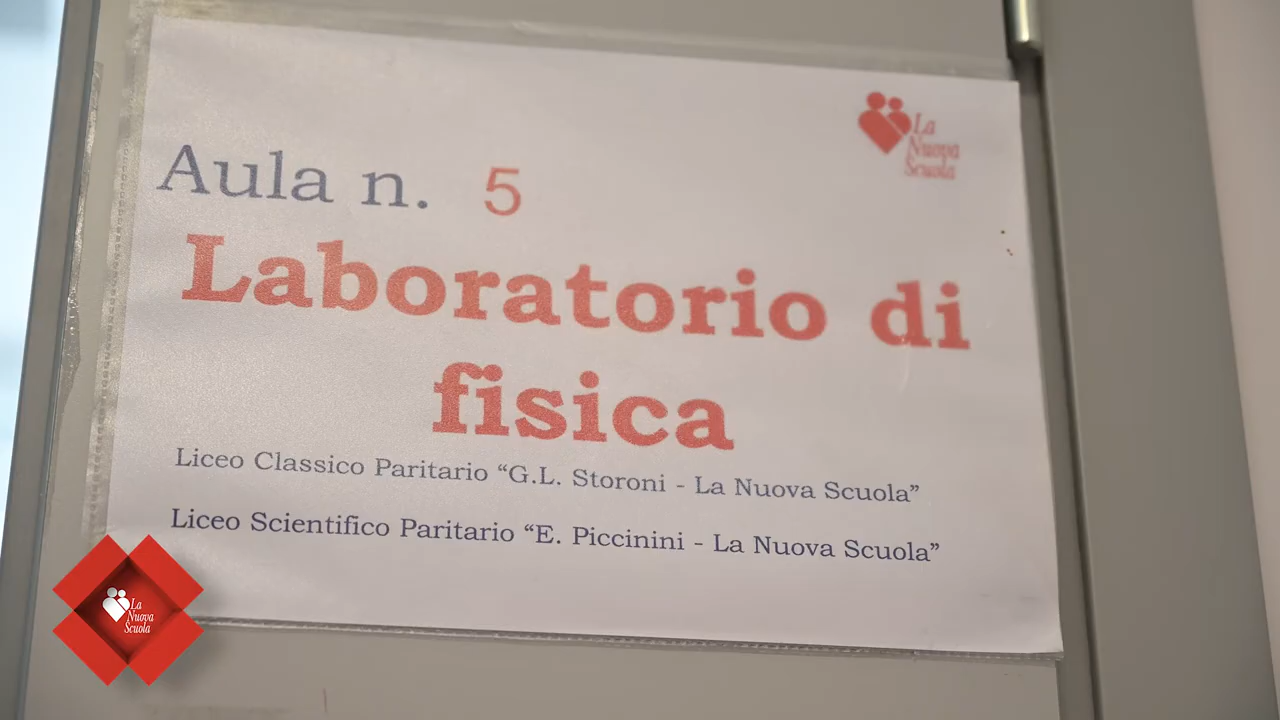 La
Nuova
Scuola
Aula n. 5
Laboratorio di
fisica
Liceo Classico Paritario “G.L. Storoni - La Nuova Scuola”
Liceo Scientifico Paritario “E. Piccinini - La Nuova Scuola”
La
Nuova
Scuola